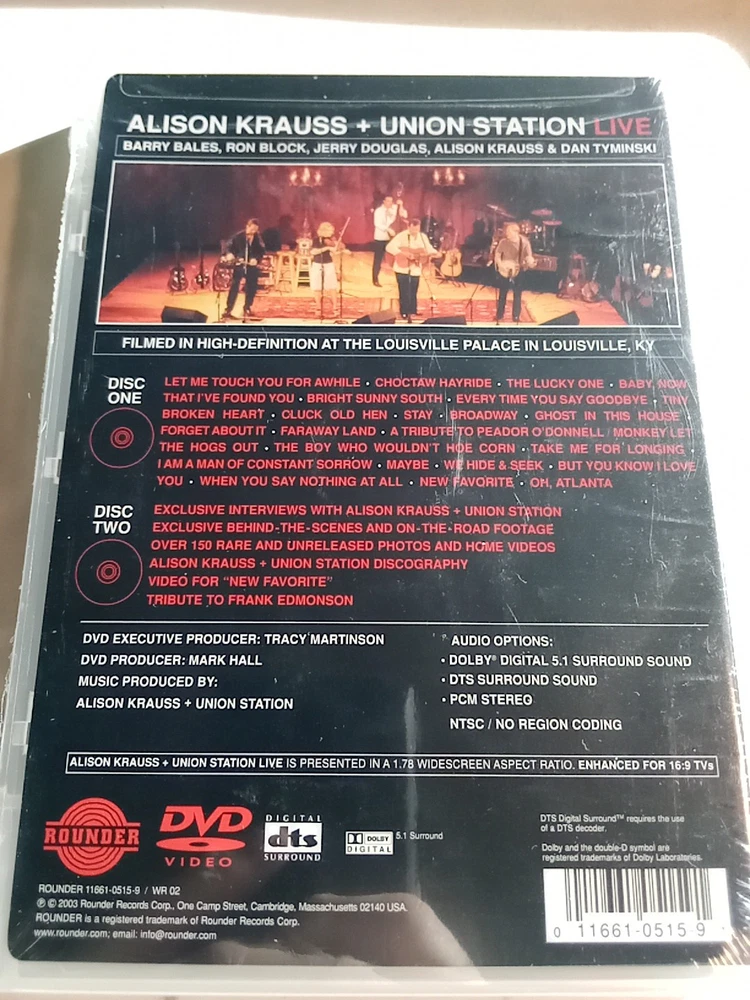 ALISON KRAUSS + UNION STATION LIVE
BARRY BALES, RON BLOCK, JERRY DOUGLAS, ALISON KRAUSS & DAN TYMINSKI
FILMED IN HIGH-DEFINITION AT THE LOUISVILLE PALACE IN LOUISVILLE, KY
DISC ONE
LET ME TOUCH YOU FOR AWHILE · CHOCTAW HAYRIDE · THE LUCKY ONE · BABY, NOW
THAT I'VE FOUND YOU · BRIGHT SUNNY SOUTH · EVERY TIME YOU SAY GOODBYE · TINY
BROKEN HEART · CLUCK OLD HEN · STAY · BROADWAY · GHOST IN THIS HOUSE
FORGET ABOUT IT · FARAWAY LAND · A TRIBUTE TO PEADOR O'DONNELL / MONKEY LET
THE HOGS OUT · THE BOY WHO WOULDN'T HOE CORN · TAKE ME FOR LONGING
I AM A MAN OF CONSTANT SORROW · MAYBE · WE HIDE & SEEK · BUT YOU KNOW I LOVE
YOU · WHEN YOU SAY NOTHING AT ALL · NEW FAVORITE · OH, ATLANTA
DISC TWO
EXCLUSIVE INTERVIEWS WITH ALISON KRAUSS + UNION STATION
EXCLUSIVE BEHIND-THE-SCENES AND ON-THE-ROAD FOOTAGE
OVER 150 RARE AND UNRELEASED PHOTOS AND HOME VIDEOS
ALISON KRAUSS + UNION STATION DISCOGRAPHY
VIDEO FOR "NEW FAVORITE"
TRIBUTE TO FRANK EDMONSON
DVD EXECUTIVE PRODUCER: TRACY MARTINSON
DVD PRODUCER: MARK HALL
MUSIC PRODUCED BY:
ALISON KRAUSS + UNION STATION
AUDIO OPTIONS:
· DOLBY® DIGITAL 5.1 SURROUND SOUND
· DTS SURROUND SOUND
· PCM STEREO
NTSC / NO REGION CODING
ALISON KRAUSS + UNION STATION LIVE IS PRESENTED IN A 1.78 WIDESCREEN ASPECT RATIO. ENHANCED FOR 16:9 TVs
ROUNDER
DVD
VIDEO
DIGITAL
dts
SURROUND
DOLBY
DIGITAL
5.1 Surround
DTS Digital Surround™ requires the use
of a DTS decoder.
Dolby and the double-D symbol are
registered trademarks of Dolby Laboratories.
ROUNDER 11661-0515-9 / WR 02
℗ © 2003 Rounder Records Corp., One Camp Street, Cambridge, Massachusetts 02140 USA.
ROUNDER is a registered trademark of Rounder Records Corp.
www.rounder.com; email: info@rounder.com
0 11661-0515-9